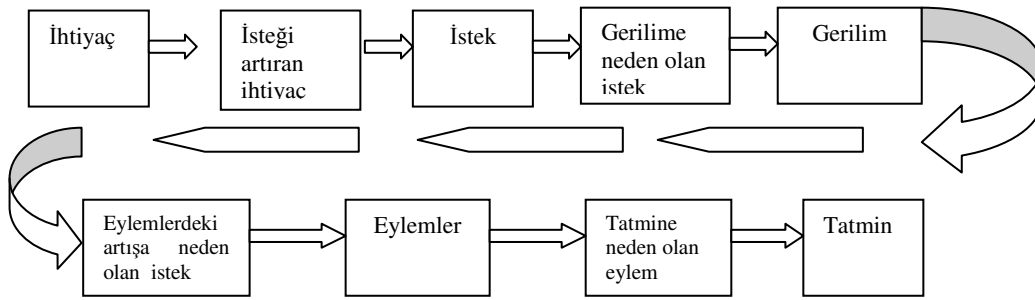 İhtiyaç
İsteği
artıran
ihtivac
İstek
Gerilime
neden olan
istek
Gerilim
Eylemlerdeki
artışa neden
olan istek
Eylemler
Tatmine
neden olan
eylem
Tatmin